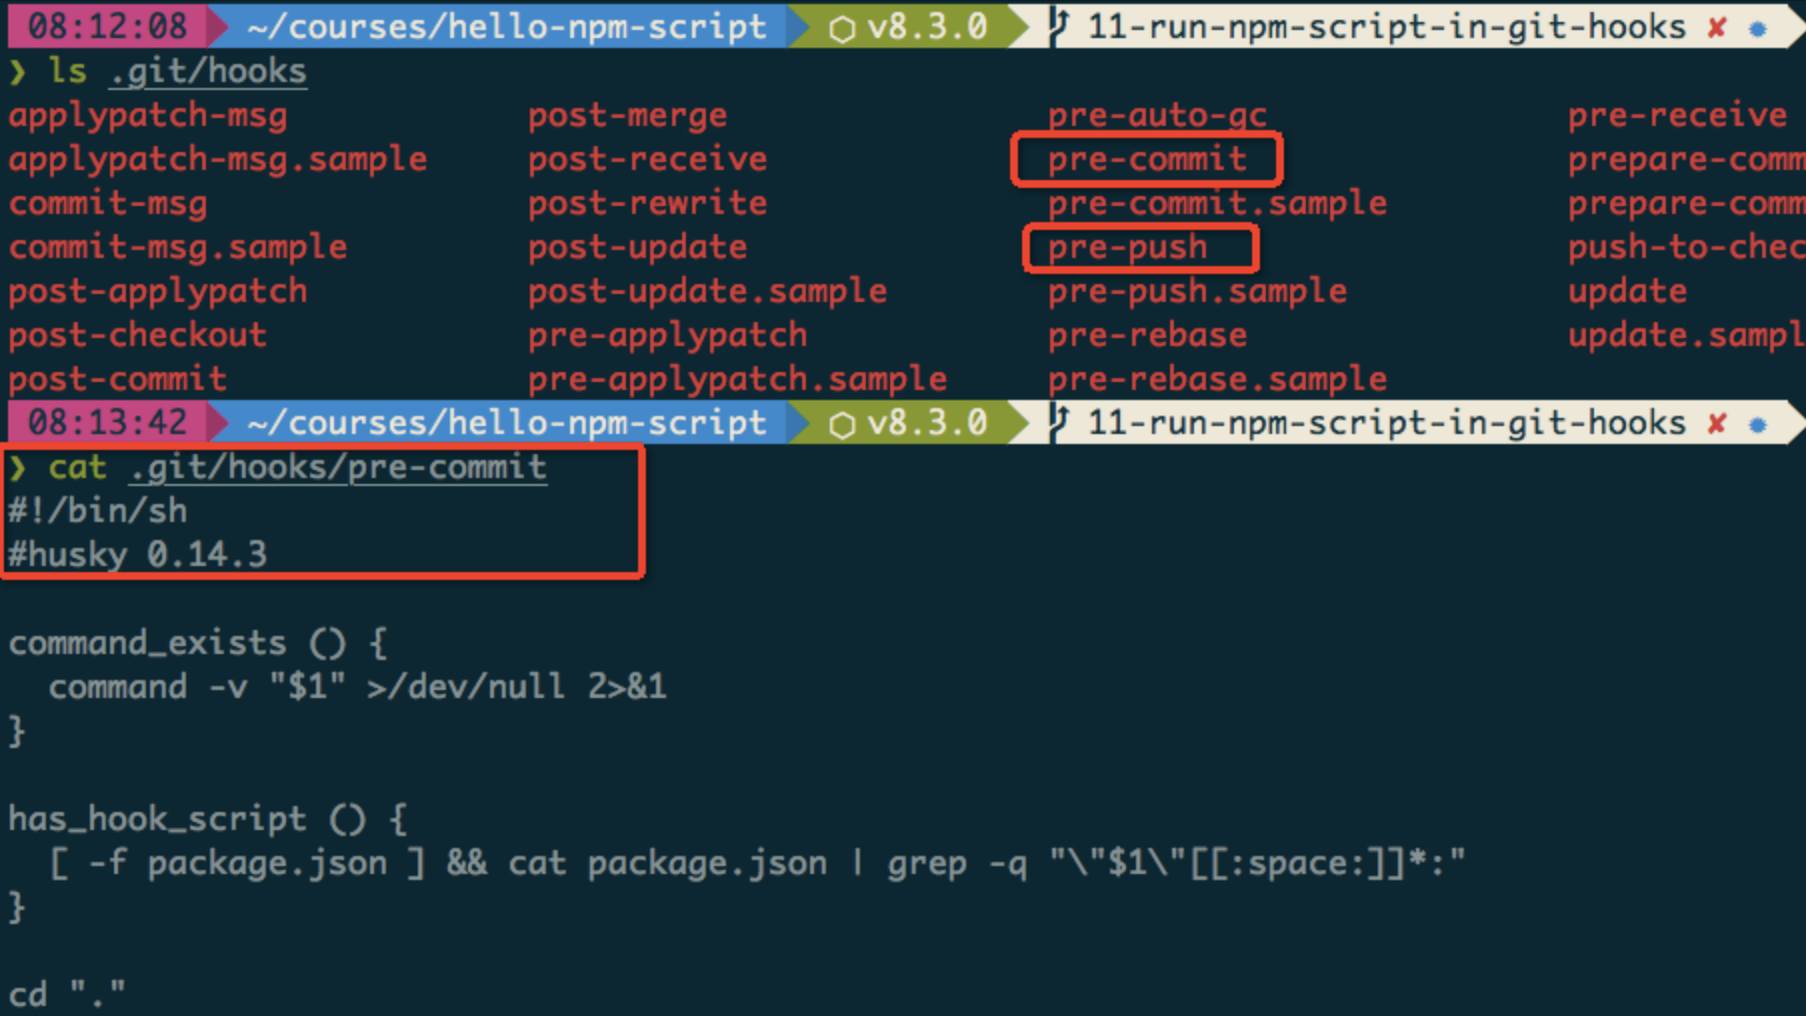 08:12:08 ~/courses/hello-npm-script v8.3.0 11-run-npm-script-in-git-hooks ✘
❯ ls .git/hooks
applypatch-msg post-merge pre-auto-gc pre-receive
applypatch-msg.sample post-receive pre-commit prepare-comm
commit-msg post-rewrite pre-commit.sample prepare-comm
commit-msg.sample post-update pre-push push-to-chec
post-applypatch post-update.sample pre-push.sample update
post-checkout pre-applypatch pre-rebase update.sampl
post-commit pre-applypatch.sample pre-rebase.sample
08:13:42 ~/courses/hello-npm-script v8.3.0 11-run-npm-script-in-git-hooks ✘
❯ cat .git/hooks/pre-commit
#!/bin/sh
#husky 0.14.3
command_exists () {
command -v "$1" >/dev/null 2>&1
}
has_hook_script () {
[ -f package.json ] && cat package.json | grep -q "\"$1\"[[:space:]]*:"
}
cd "."